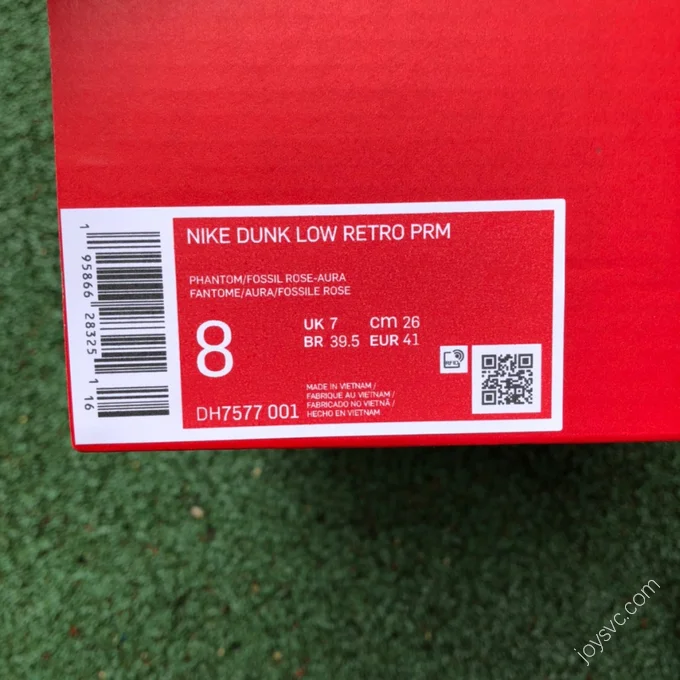 NIKE DUNK LOW RETRO PRM
PHANTOM/FOSSIL ROSE-AURA
FANTOME/AURA/FOSSILE ROSE
8
UK 7 cm 26
BR 39.5 EUR 41
MADE IN VIETNAM /
FABRIQUE AU VIETNAM /
FABRICADO NO VIETNÃ /
HECHO EN VIETNAM
DH7577 001
1 95866 28325 1 16
RFID
joysvc.com